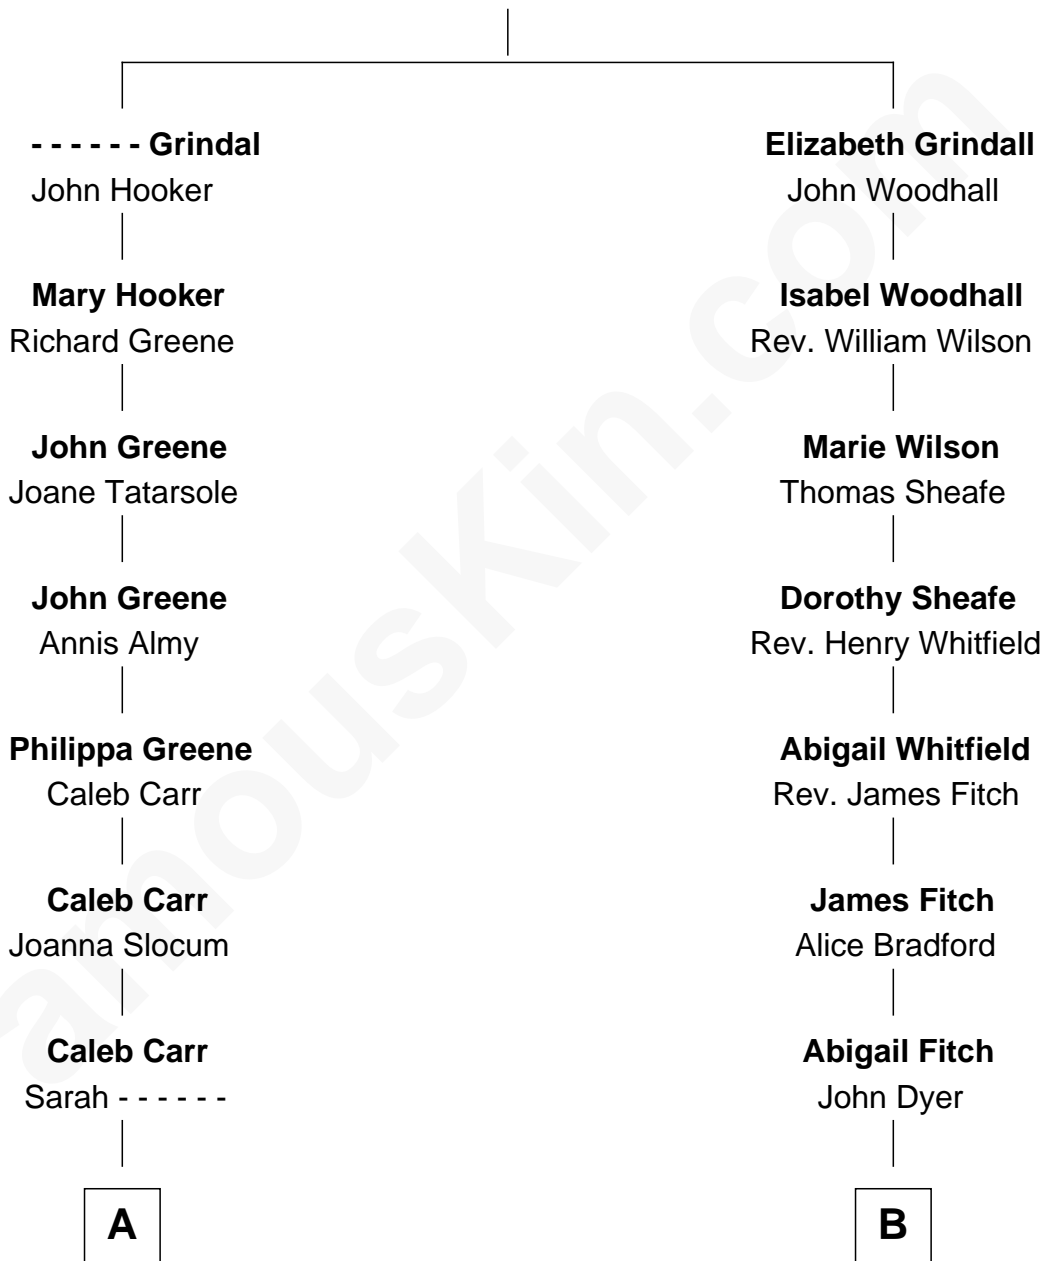 - - - - - - Grindal
John Hooker
Mary Hooker
Richard Greene
John Greene
Joane Tatarsole
John Greene
Annis Almy
Philippa Greene
Caleb Carr
Caleb Carr
Joanna Slocum
Caleb Carr
Sarah - - - - - -
A
Elizabeth Grindall
John Woodhall
Isabel Woodhall
Rev. William Wilson
Marie Wilson
Thomas Sheafe
Dorothy Sheafe
Rev. Henry Whitfield
Abigail Whitfield
Rev. James Fitch
James Fitch
Alice Bradford
Abigail Fitch
John Dyer
B
amousKin.com